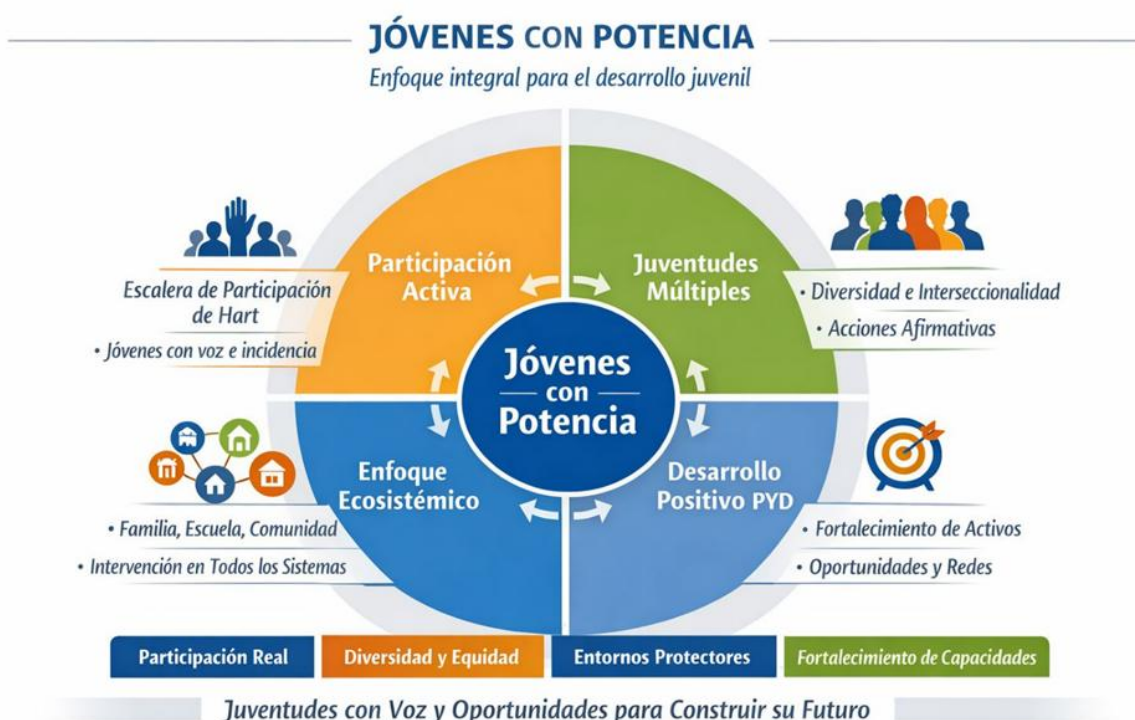 JÓVENES CON POTENCIA
Enfoque integral para el desarrollo juvenil
Participación
Activa
Juventudes
Múltiples
Escalera de Participación
de Hart
• Jóvenes con voz e incidencia
• Diversidad e Interseccionalidad
• Acciones Afirmativas
Jóvenes
con
Potencia
Enfoque
Ecosistémico
Desarrollo
Positivo PYD
• Familia, Escuela, Comunidad
• Intervención en Todos los Sistemas
• Fortalecimiento de Activos
• Oportunidades y Redes
Participación Real
Diversidad y Equidad
Entornos Protectores
Fortalecimiento de Capacidades
Juventudes con Voz y Oportunidades para Construir su Futuro